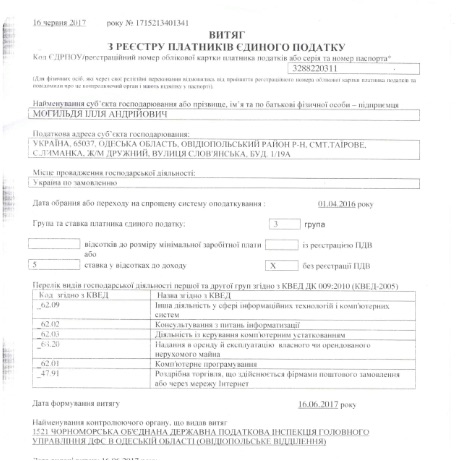 16 червня 2017 року № 1715213401341
ВИТЯГ
З РЕЄСТРУ ПЛАТНИКІВ ЄДИНОГО ПОДАТКУ
Код ЄДРПОУ/реєстраційний номер облікової картки платника податків або серія та номер паспорта*
3288220311
(Для фізичних осіб, які через свої релігійні переконання відмовились від прийняття реєстраційного номера облікової картки платника податків та повідомили про це контролюючий орган і мають відмітку у паспорті).
Найменування суб'єкта господарювання або прізвище, ім'я та по батькові фізичної особи – підприємця
МОГИЛЬДЯ ІЛЛЯ АНДРІЙОВИЧ
Податкова адреса суб'єкта господарювання:
УКРАЇНА, 65037, ОДЕСЬКА ОБЛАСТЬ, ОВІДІОПОЛЬСЬКИЙ РАЙОН Р-Н, СМТ.ТАЇРОВЕ,
ЛИМАНКА, Ж/М ДРУЖНИЙ, ВУЛИЦЯ СЛОВ'ЯНСЬКА, БУД. 1/19А
Місце провадження господарської діяльності:
Україна по замовленню
Дата обрання або переходу на спрощену систему оподаткування : 01.04.2016 року
Група та ставка платника єдиного податку: 3 група
відсотків до розміру мінімальної заробітної плати із реєстрацією ПДВ
або
5 ставка у відсотках до доходу X без реєстрації ПДВ
Перелік видів господарської діяльності першої та другої груп згідно з КВЕД ДК 009:2010 (КВЕД-2005)
Код згідно з КВЕД Назва згідно з КВЕД
_62.09 Інша діяльність у сфері інформаційних технологій і комп'ютерних
систем
_62.02 Консультування з питань інформатизації
_62.03 Діяльність із керування комп'ютерним устаткованням
_68.20 Надання в оренду й експлуатацію власного чи орендованого
нерухомого майна
_62.01 Комп'ютерне програмування
_47.91 Роздрібна торгівля, що здійснюється фірмами поштового замовлення
або через мережу Інтернет
Дата формування витягу 16.06.2017 року
Найменування контролюючого органу, що видав витяг
1521 ЧОРНОМОРСЬКА ОБ'ЄДНАНА ДЕРЖАВНА ПОДАТКОВА ІНСПЕКЦІЯ ГОЛОВНОГО
УПРАВЛІННЯ ДФС В ОДЕСЬКІЙ ОБЛАСТІ (ОВІДІОПОЛЬСЬКЕ ВІДДІЛЕННЯ)